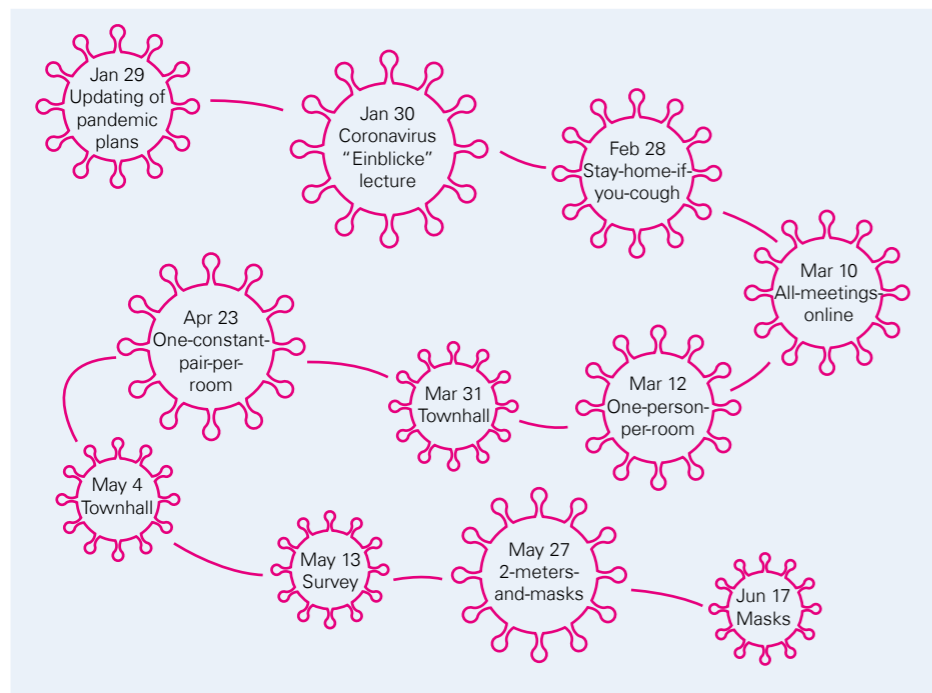 Jan 29
Updating of
pandemic
plans
Jan 30
Coronavirus
“Einblicke”
lecture
Feb 28
Stay-home-if-
you-cough
Mar 10
All-meetings-
online
Mar 12
One-person-
per-room
Mar 31
Townhall
Apr 23
One-constant-
pair-per-
room
May 4
Townhall
May 13
Survey
May 27
2-meters-
and-masks
Jun 17
Masks